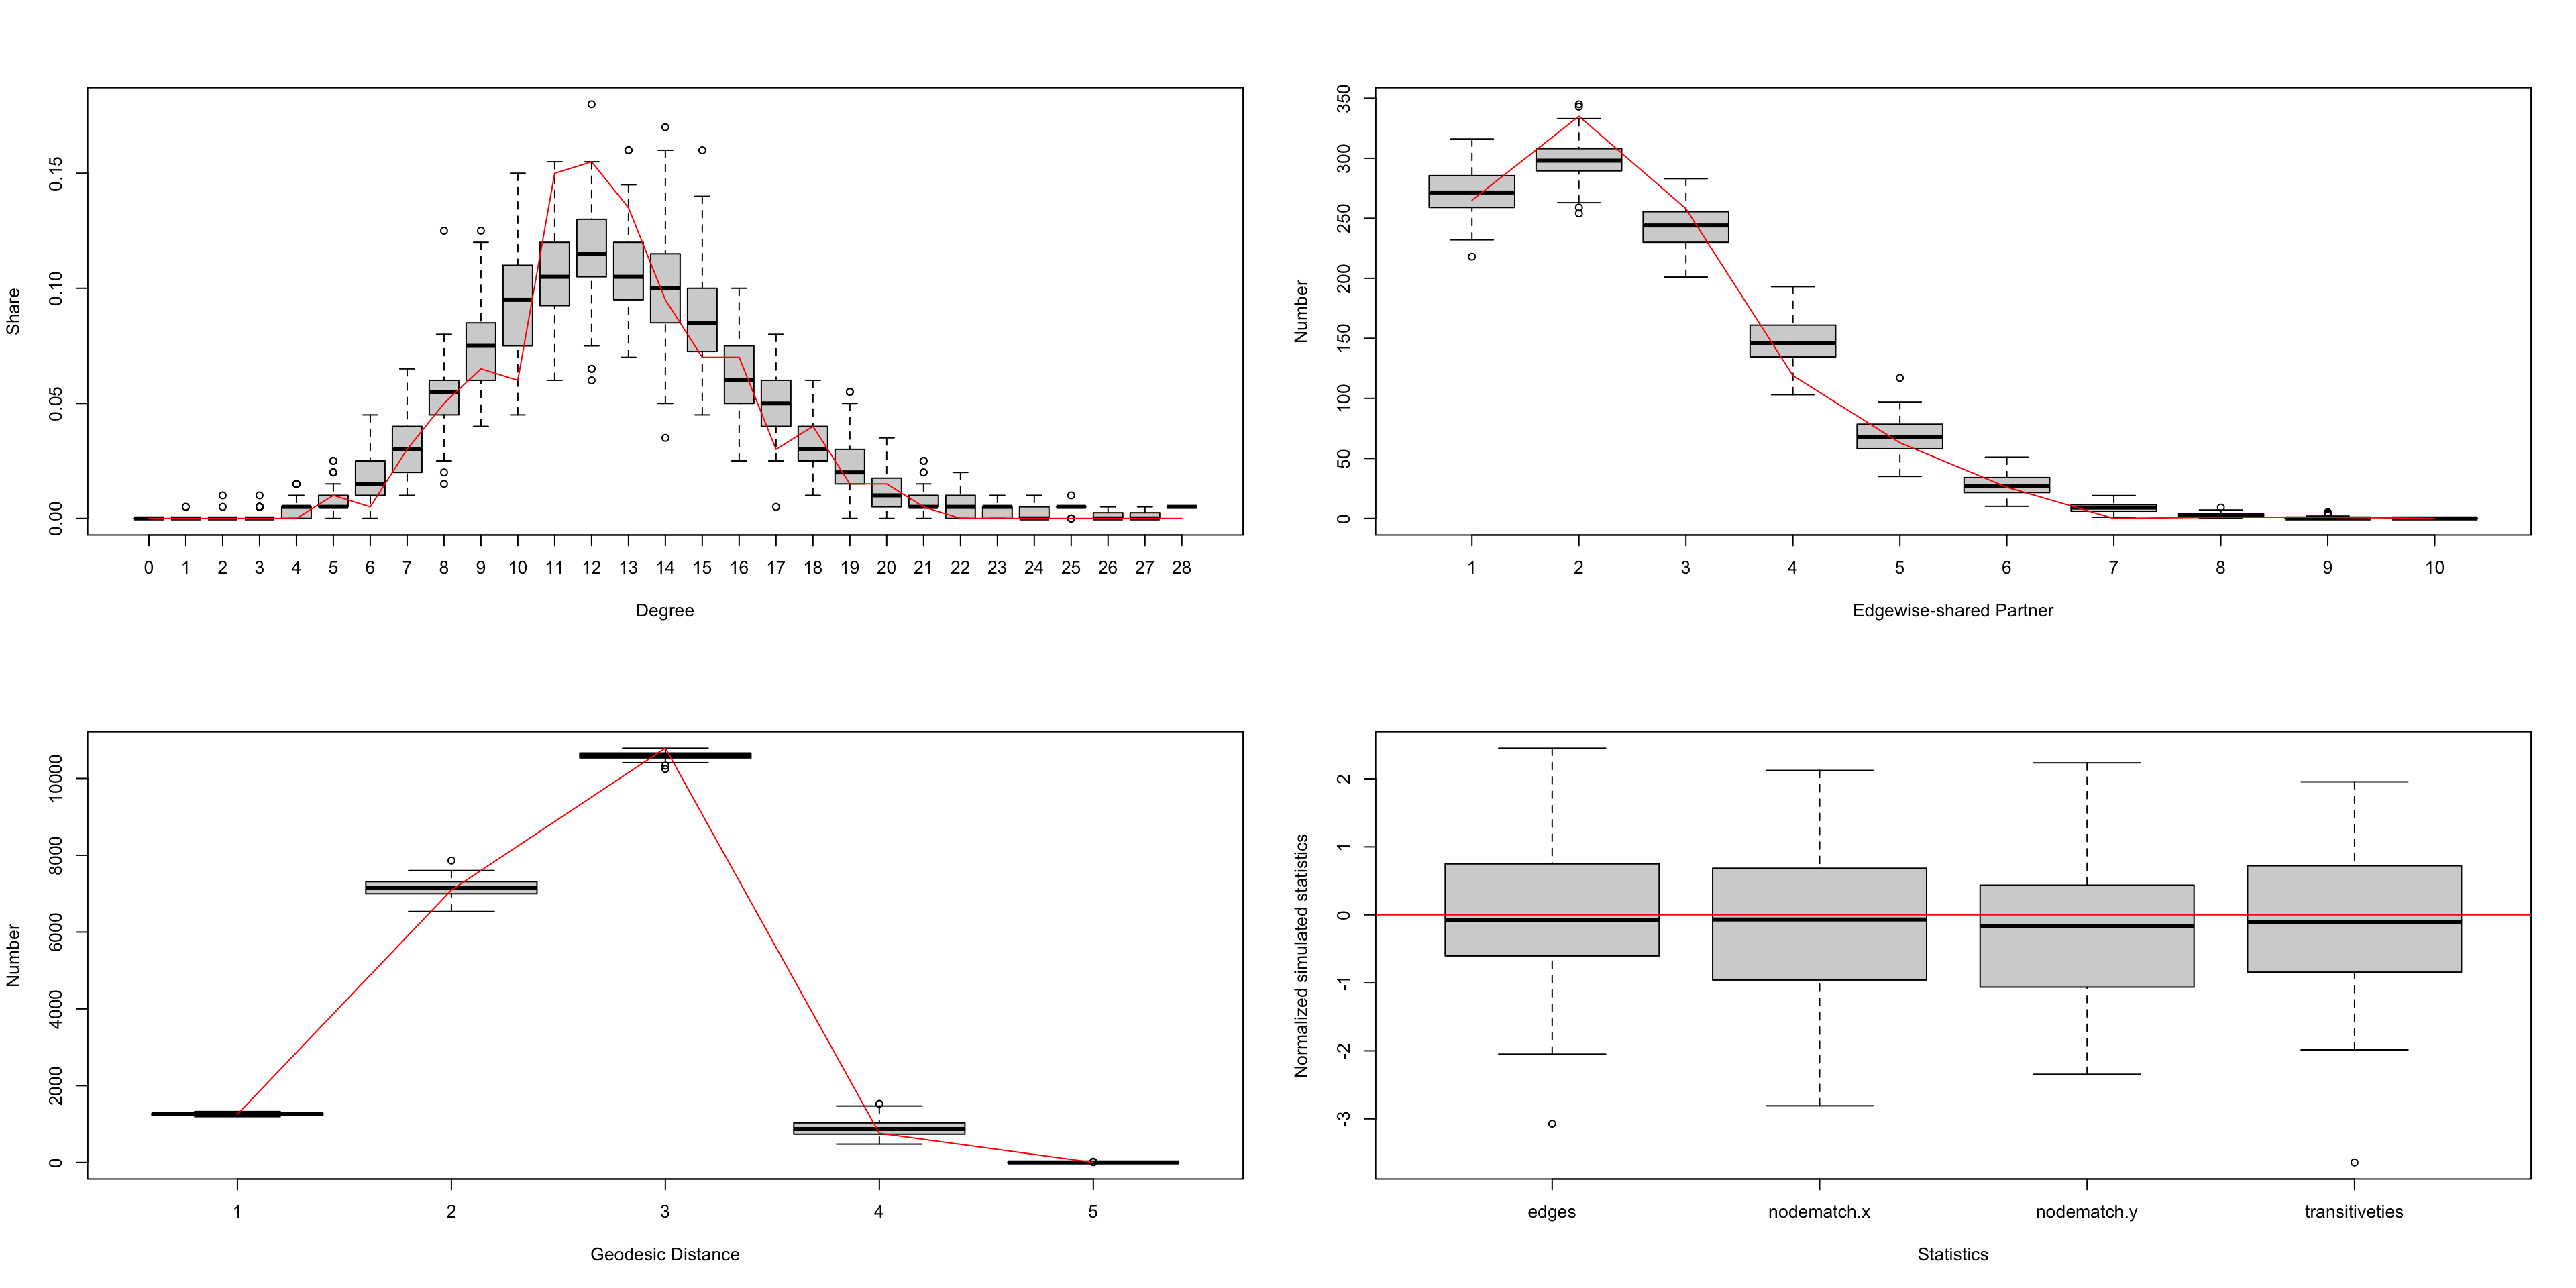 0.15
0.10
0.05
0.00
Share
0 1 2 3 4 5 6 7 8 9 10 11 12 13 14 15 16 17 18 19 20 21 22 23 24 25 26 27 28
Degree
350
300
250
200
150
100
50
0
Number
1 2 3 4 5 6 7 8 9 10
Edgewise-shared Partner
10000
8000
6000
4000
2000
0
Number
1 2 3 4 5
Geodesic Distance
2
1
0
-1
-2
-3
Normalized simulated statistics
edges nodematch.x nodematch.y transitiveties
Statistics